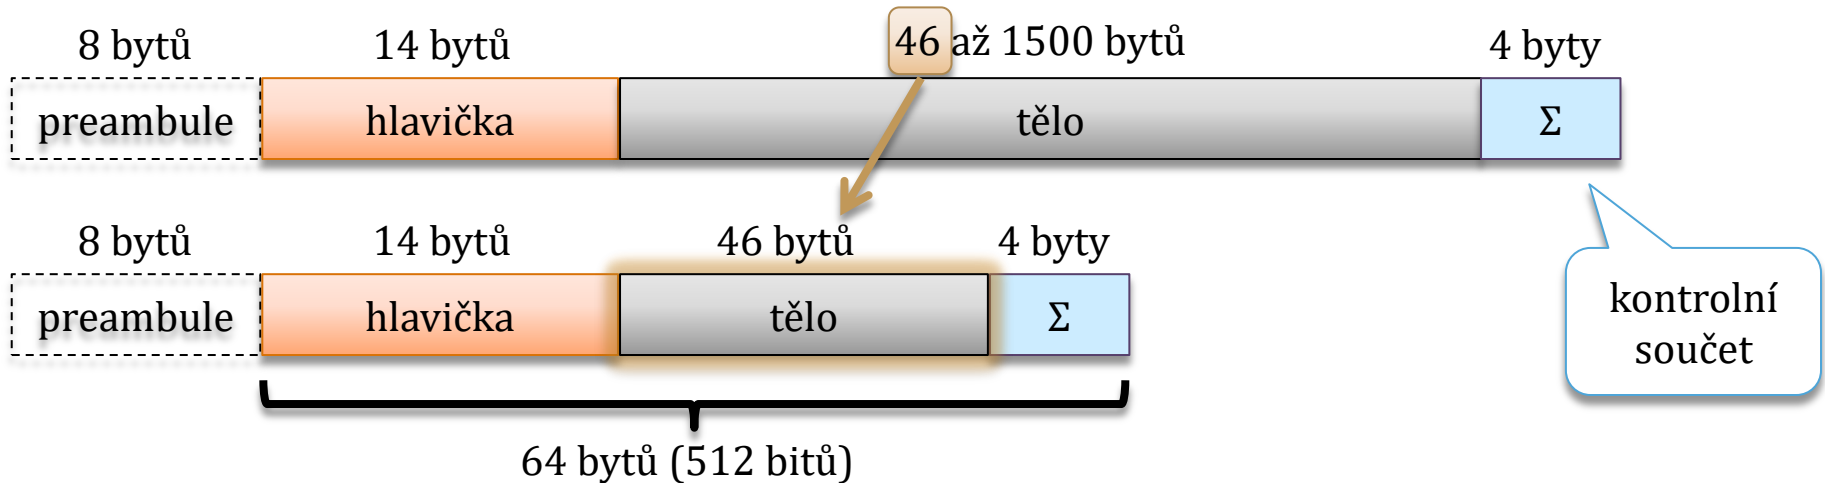 8 bytů 14 bytů 46 až 1500 bytů 4 byty
preambule hlavička tělo Σ
8 bytů 14 bytů 46 bytů 4 byty
preambule hlavička tělo Σ
kontrolní
součet
64 bytů (512 bitů)